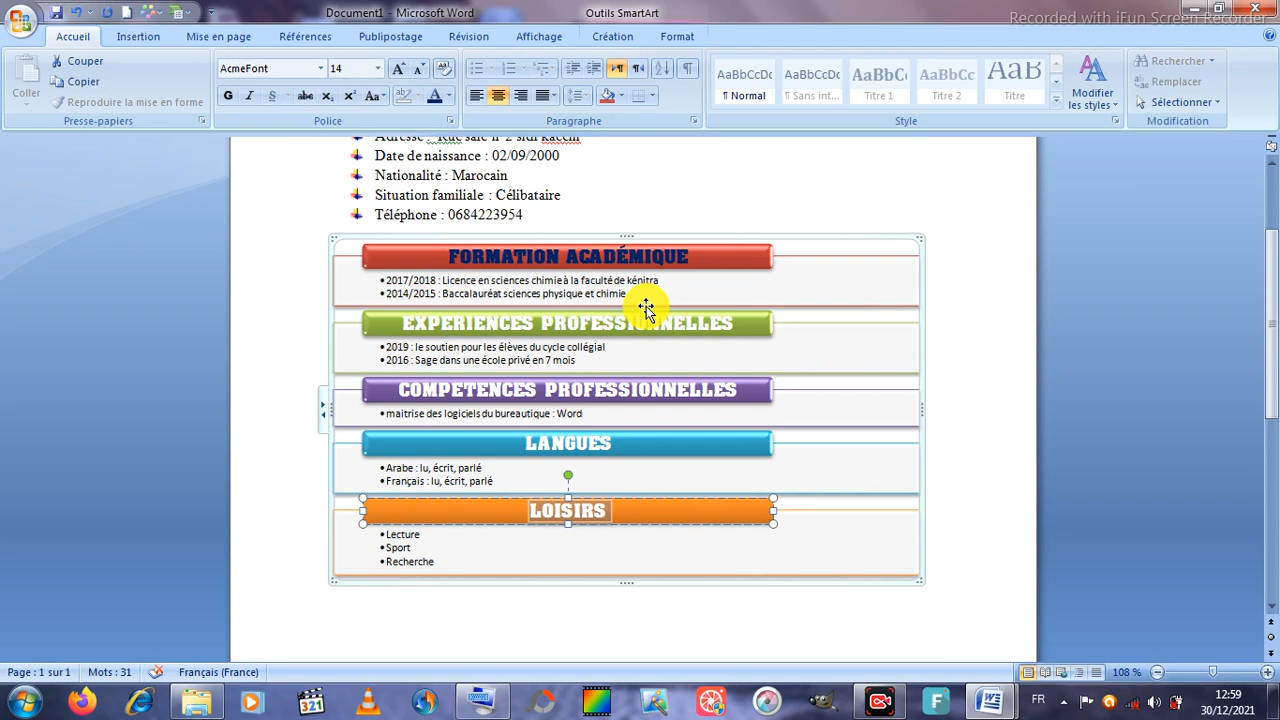 Document1 - Microsoft Word
Outils SmartArt
Recorded with iFun Screen Recorder
Accueil
Insertion
Mise en page
Références
Publipostage
Révision
Affichage
Création
Format
Coller
Couper
Copier
Reproduire la mise en forme
Presse-papiers
AcmeFont
14
G I S abc X₂ X² Aa
Police
Paragraphe
AaBbCcDc
¶ Normal
AaBbCcDc
¶ Sans int...
AaBbCc
Titre 1
AaBbCc
Titre 2
AaB
Titre
Modifier
les styles
Style
Rechercher
Remplacer
Sélectionner
Modification
Date de naissance : 02/09/2000
Nationalité : Marocain
Situation familiale : Célibataire
Téléphone : 0684223954
FORMATION ACADÉMIQUE
• 2017/2018 : Licence en sciences chimie à la faculté de kénitra
• 2014/2015 : Baccalauréat sciences physique et chimie
EXPERIENCES PROFESSIONNELLES
• 2019 : le soutien pour les élèves du cycle collégial
• 2016 : Sage dans une école privé en 7 mois
COMPETENCES PROFESSIONNELLES
• maitrise des logiciels du bureautique : Word
LANGUES
• Arabe : lu, écrit, parlé
• Français : lu, écrit, parlé
LOISIRS
• Lecture
• Sport
• Recherche
Page : 1 sur 1
Mots : 31
Français (France)
108 %
321
F
W
FR
12:59
30/12/2021